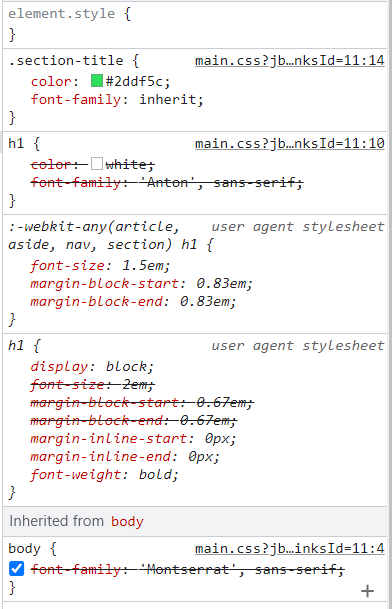 element.style {
}
.section-title {    main.css?jb…nksId=11:14
color: #2ddf5c;
font-family: inherit;
}
h1 {    main.css?jb…nksId=11:10
color: white;
font-family: 'Anton', sans-serif;
}
:-webkit-any(article,    user agent stylesheet
aside, nav, section) h1 {
font-size: 1.5em;
margin-block-start: 0.83em;
margin-block-end: 0.83em;
}
h1 {    user agent stylesheet
display: block;
font-size: 2em;
margin-block-start: 0.67em;
margin-block-end: 0.67em;
margin-inline-start: 0px;
margin-inline-end: 0px;
font-weight: bold;
}
Inherited from body
body {    main.css?jb…inksId=11:4
font-family: 'Montserrat', sans-serif;
}